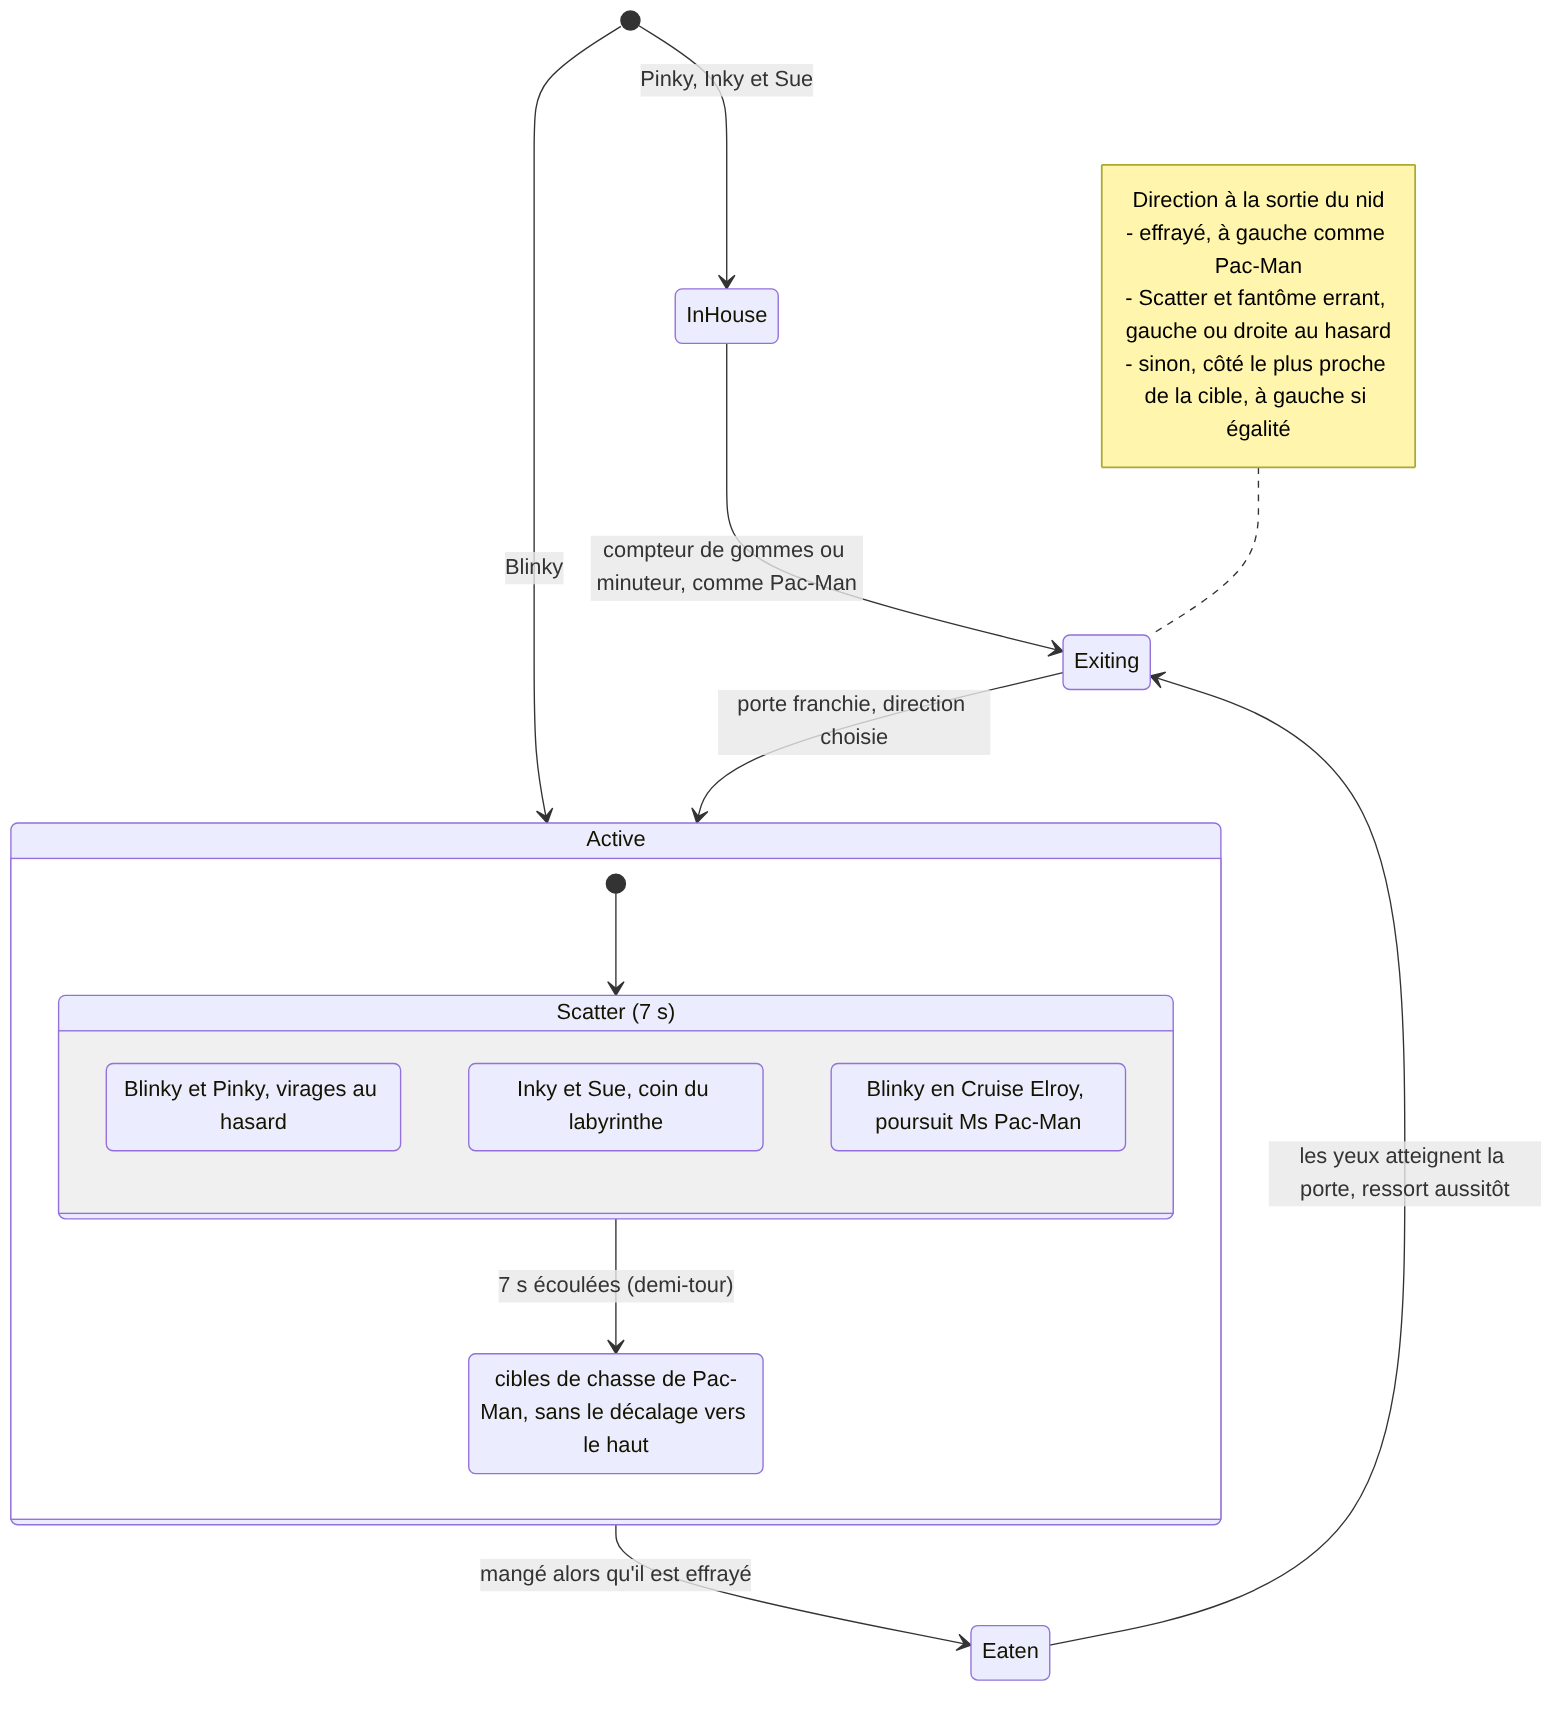 Pinky, Inky et Sue
Direction à la sortie du nid
- effrayé, à gauche comme
Pac-Man
- Scatter et fantôme errant,
gauche ou droite au hasard
- sinon, côté le plus proche
de la cible, à gauche si
égalité
InHouse
Blinky
compteur de gommes ou
minuteur, comme Pac-Man
Exiting
porte franchie, direction
choisie
Active
Scatter (7 s)
Blinky et Pinky, virages au
hasard
Inky et Sue, coin du
labyrinthe
Blinky en Cruise Elroy,
poursuit Ms Pac-Man
les yeux atteignent la
porte, ressort aussitôt
7 s écoulées (demi-tour)
cibles de chasse de Pac-
Man, sans le décalage vers
le haut
mangé alors qu'il est effrayé
Eaten